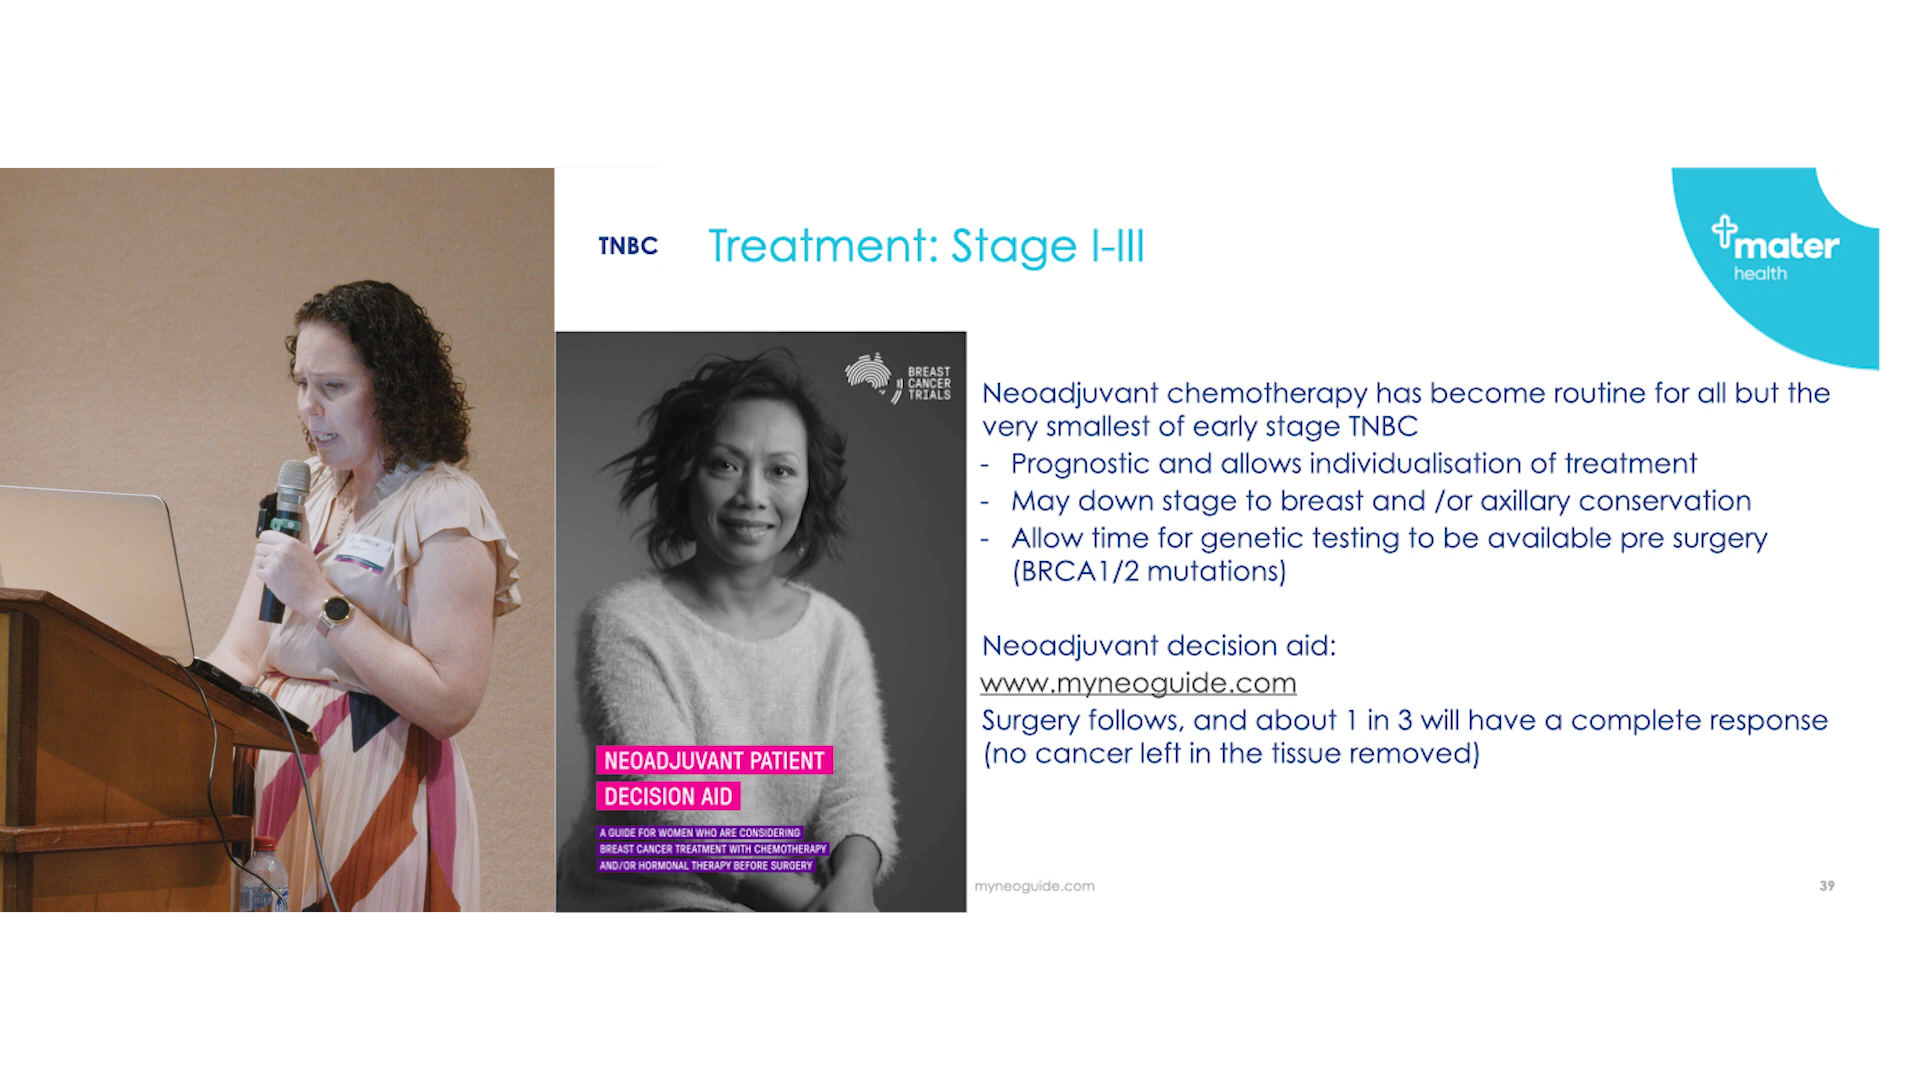 TNBC
Treatment: Stage I-III
mater
health
BREAST
CANCER
TRIALS
Neoadjuvant chemotherapy has become routine for all but the
very smallest of early stage TNBC
- Prognostic and allows individualisation of treatment
- May down stage to breast and /or axillary conservation
- Allow time for genetic testing to be available pre surgery
(BRCA1/2 mutations)
Neoadjuvant decision aid:
www.myneoguide.com
Surgery follows, and about 1 in 3 will have a complete response
(no cancer left in the tissue removed)
NEOADJUVANT PATIENT
DECISION AID
A GUIDE FOR WOMEN WHO ARE CONSIDERING
BREAST CANCER TREATMENT WITH CHEMOTHERAPY
AND/OR HORMONAL THERAPY BEFORE SURGERY
myneoguide.com
39